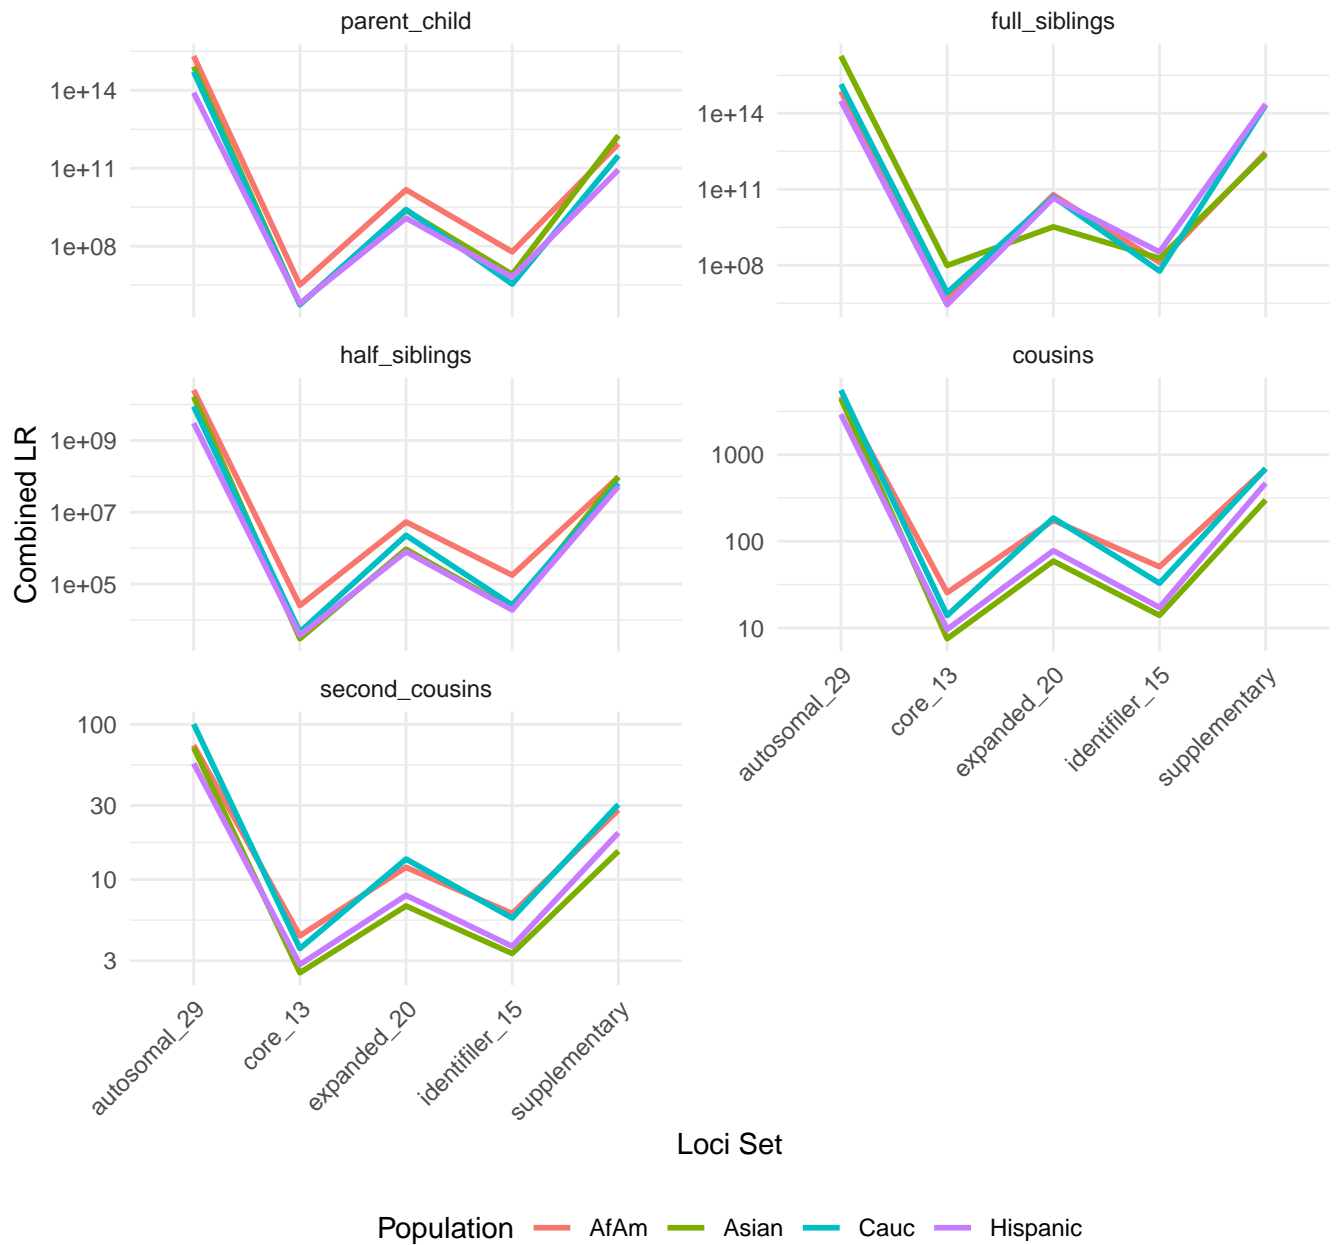 parent_child
full_siblings
1e+14
1e+11
1e+08
1e+14
1e+11
1e+08
half_siblings
cousins
1e+09
1e+07
1e+05
1000
100
10
Combined LR
second_cousins
100
30
10
3
autosomal_29
core_13
expanded_20
identifiler_15
supplementary
autosomal_29
core_13
expanded_20
identifiler_15
supplementary
Loci Set
Population AfAm Asian Cauc Hispanic